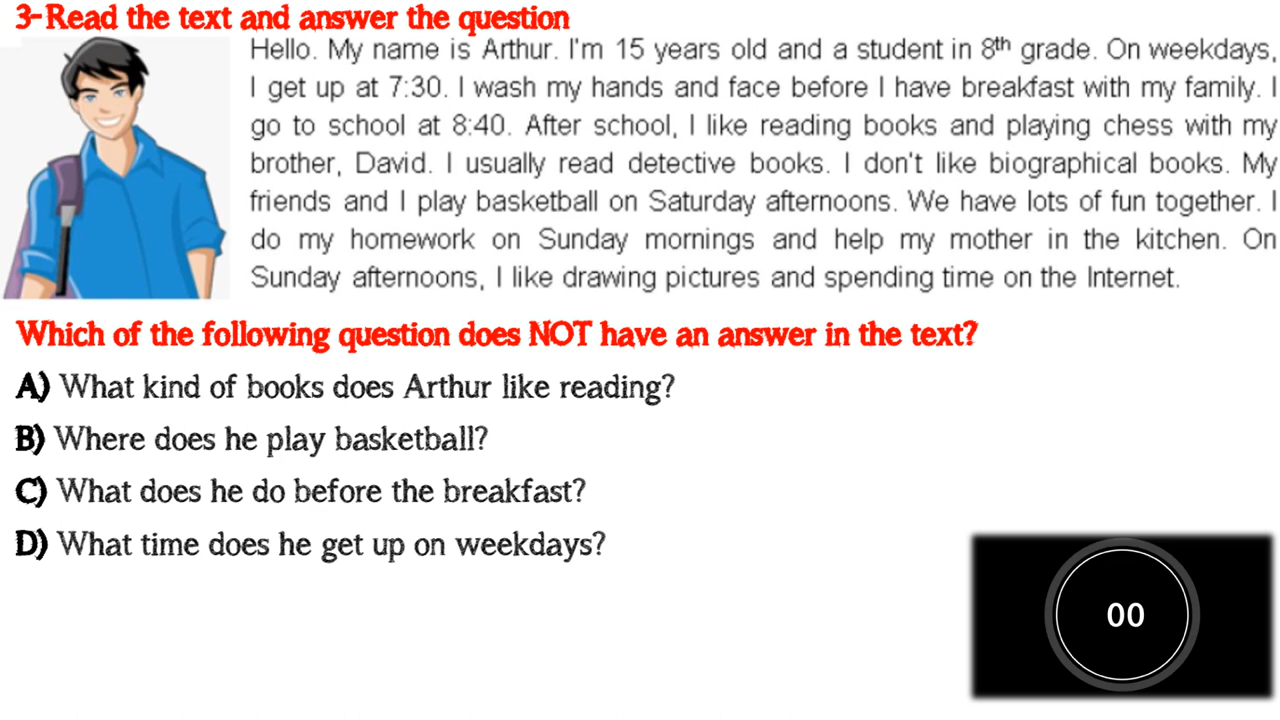 3-Read the text and answer the question
Hello. My name is Arthur. I'm 15 years old and a student in 8th grade. On weekdays,
I get up at 7:30. I wash my hands and face before I have breakfast with my family. I
go to school at 8:40. After school, I like reading books and playing chess with my
brother, David. I usually read detective books. I don't like biographical books. My
friends and I play basketball on Saturday afternoons. We have lots of fun together. I
do my homework on Sunday mornings and help my mother in the kitchen. On
Sunday afternoons, I like drawing pictures and spending time on the Internet.
Which of the following question does NOT have an answer in the text?
A) What kind of books does Arthur like reading?
B) Where does he play basketball?
C) What does he do before the breakfast?
D) What time does he get up on weekdays?
00